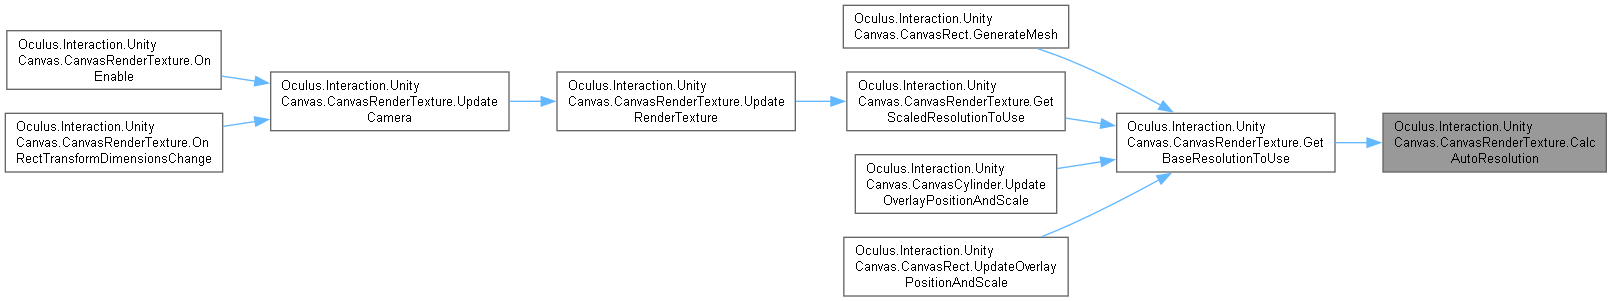 Oculus.Interaction.Unity
Canvas.CanvasRenderTexture.On
Enable
Oculus.Interaction.Unity
Canvas.CanvasRenderTexture.On
RectTransformDimensionsChange
Oculus.Interaction.Unity
Canvas.CanvasRenderTexture.Update
Camera
Oculus.Interaction.Unity
Canvas.CanvasRenderTexture.Update
RenderTexture
Oculus.Interaction.Unity
Canvas.CanvasRect.GenerateMesh
Oculus.Interaction.Unity
Canvas.CanvasRenderTexture.Get
ScaledResolutionToUse
Oculus.Interaction.Unity
Canvas.CanvasCylinder.Update
OverlayPositionAndScale
Oculus.Interaction.Unity
Canvas.CanvasRect.UpdateOverlay
PositionAndScale
Oculus.Interaction.Unity
Canvas.CanvasRenderTexture.Get
BaseResolutionToUse
Oculus.Interaction.Unity
Canvas.CanvasRenderTexture.Calc
AutoResolution